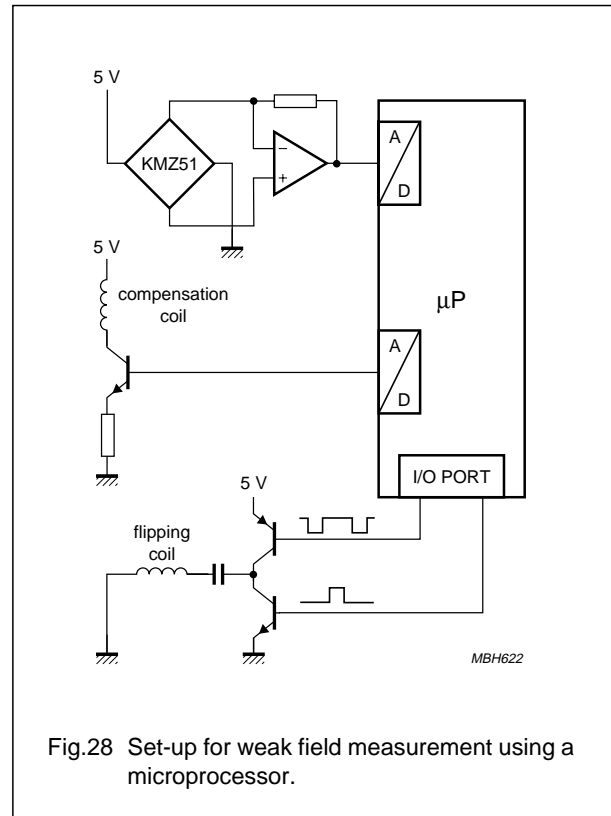 5 V
KMZ51
−
+
A
D
5 V
compensation
coil
μP
A
D
I/O PORT
5 V
flipping
coil
MBH622
Fig.28 Set-up for weak field measurement using a
microprocessor.